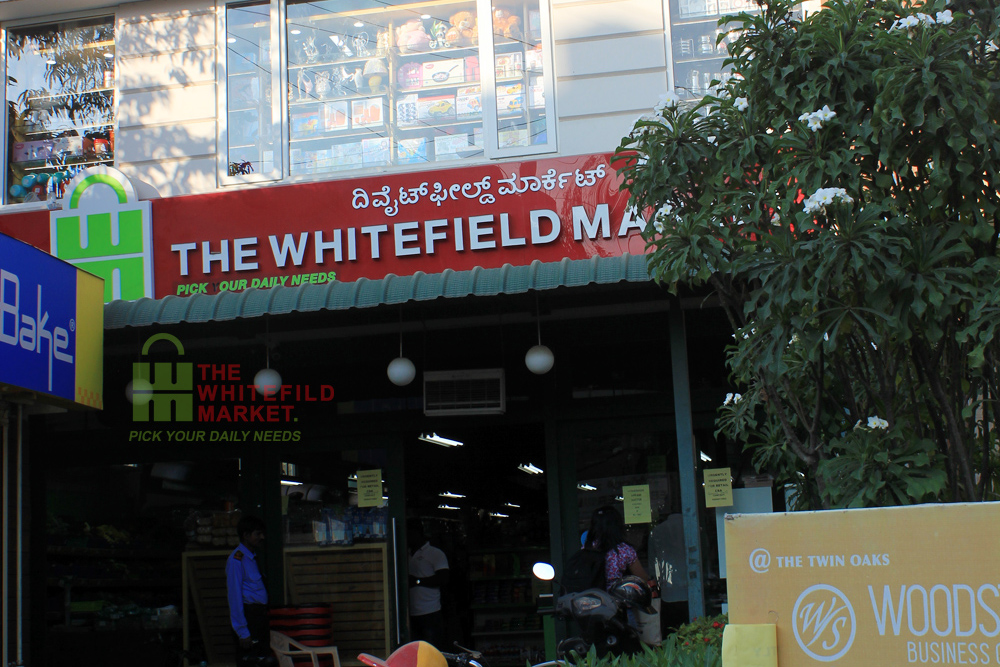 ದಿವೈಟ್‌ಫೀಲ್ಡ್ ಮಾರ್ಕೆಟ್
THE WHITEFIELD MA
PICK YOUR DAILY NEEDS
Bake®
THE
WHITEFILD
MARKET.
PICK YOUR DAILY NEEDS
@ THE TWIN OAKS
WS
WOODS
BUSINESS